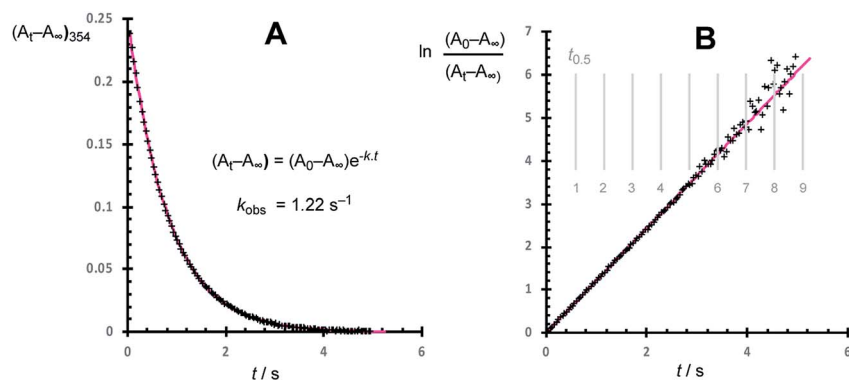 (Aₜ–A∞)₃₅₄
0.25
0.2
0.15
0.1
0.05
0
A
(Aₜ–A∞) = (A₀–A∞)e⁻ᵏ·ᵗ
k_obs = 1.22 s⁻¹
0 2 4 6
t / s
ln (A₀–A∞)
(Aₜ–A∞)
B
7
6
5
4
3
2
1
0
t₀.₅
1 2 3 4 6 7 8 9
0 2 4 6
t / s